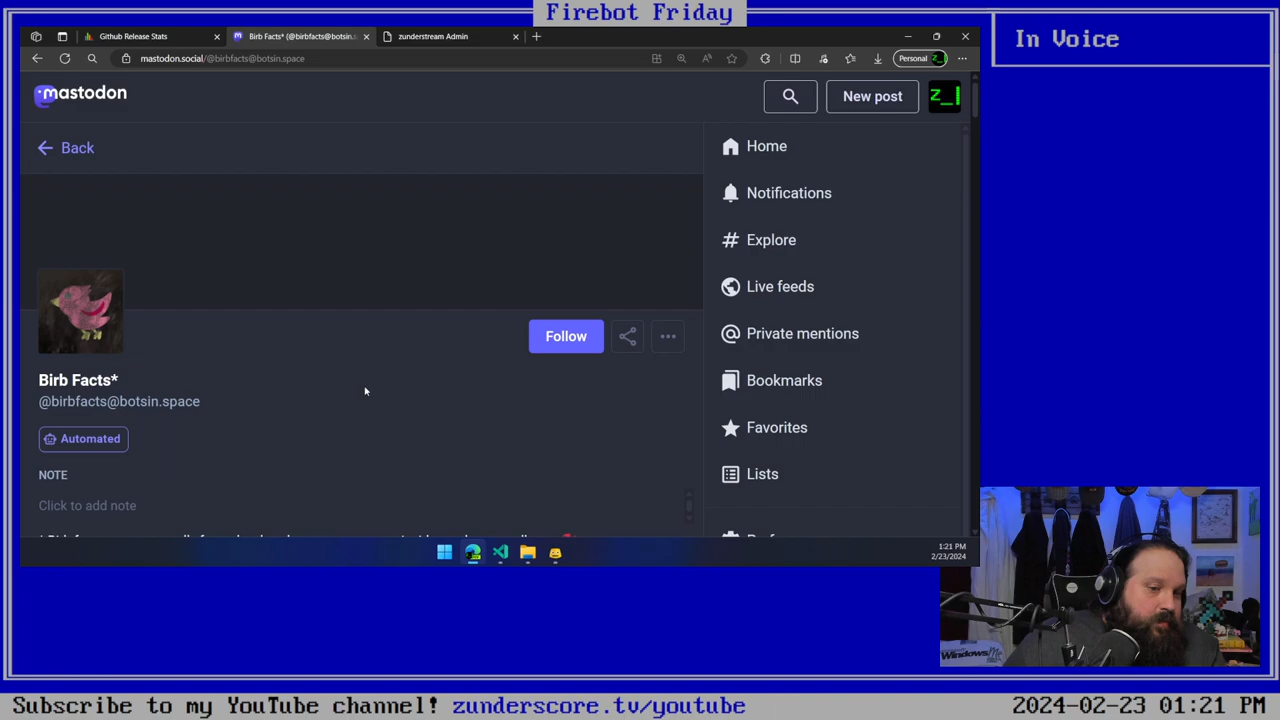 Firebot Friday
In Voice
Github Release Stats
Birb Facts* (@birbfacts@botsin.s
zunderstream Admin
mastodon.social/@birbfacts@botsin.space
Personal
z_|
mastodon
New post
z_|
Back
Home
Notifications
Explore
Live feeds
Private mentions
Bookmarks
Favorites
Lists
Follow
Birb Facts*
@birbfacts@botsin.space
Automated
NOTE
Click to add note
1:21 PM
2/23/2024
Windows
Subscribe to my YouTube channel! zunderscore.tv/youtube
2024-02-23 01:21 PM